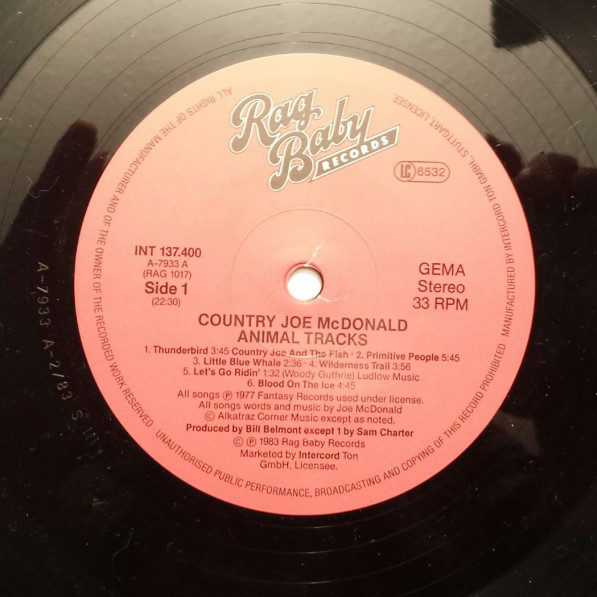 Rag
Baby
RECORDS
LC 6532
INT 137.400
A-7933 A
(RAG 1017)
Side 1
(22:30)
GEMA
Stereo
33 RPM
COUNTRY JOE McDONALD
ANIMAL TRACKS
1. Thunderbird 3:45 Country Joe And The Fish · 2. Primitive People 5:45
3. Little Blue Whale 2:36 · 4. Wilderness Trail 3:56
5. Let's Go Ridin' 1:32 (Woody Guthrie) Ludlow Music
6. Blood On the Ice 4:45
All songs ℗ 1977 Fantasy Records used under license.
All songs words and music by Joe McDonald
© Alkatraz Corner Music except as noted.
Produced by Bill Belmont except 1 by Sam Charter
© ℗ 1983 Rag Baby Records
Marketed by Intercord Ton
GmbH, Licensee.
ALL RIGHTS OF THE MANUFACTURER AND OF THE OWNER OF THE RECORDED WORK RESERVED · UNAUTHORISED PUBLIC PERFORMANCE, BROADCASTING AND COPYING OF THIS RECORD PROHIBITED · MANUFACTURED BY INTERCORD TON GMBH, STUTTGART LICENSEE
A-7933 A-2/83 S